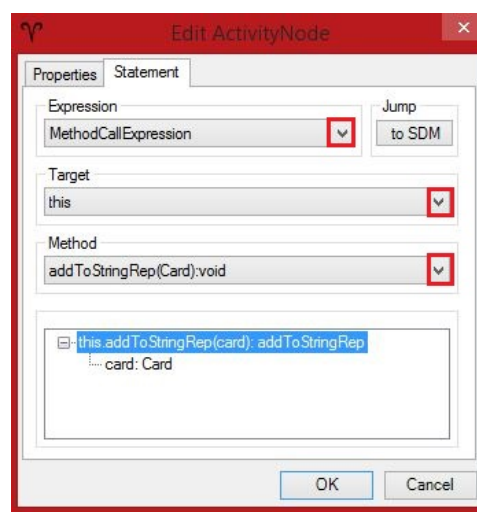 Edit ActivityNode
Properties Statement
Expression Jump
MethodCallExpression to SDM
Target
this
Method
addToStringRep(Card):void
this.addToStringRep(card): addToStringRep
card: Card
OK Cancel